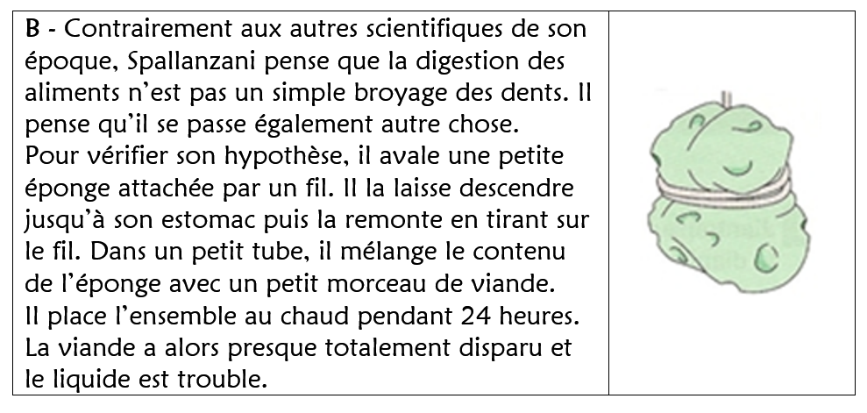 B - Contrairement aux autres scientifiques de son
époque, Spallanzani pense que la digestion des
aliments n’est pas un simple broyage des dents. Il
pense qu’il se passe également autre chose.
Pour vérifier son hypothèse, il avale une petite
éponge attachée par un fil. Il la laisse descendre
jusqu’à son estomac puis la remonte en tirant sur
le fil. Dans un petit tube, il mélange le contenu
de l’éponge avec un petit morceau de viande.
Il place l’ensemble au chaud pendant 24 heures.
La viande a alors presque totalement disparu et
le liquide est trouble.